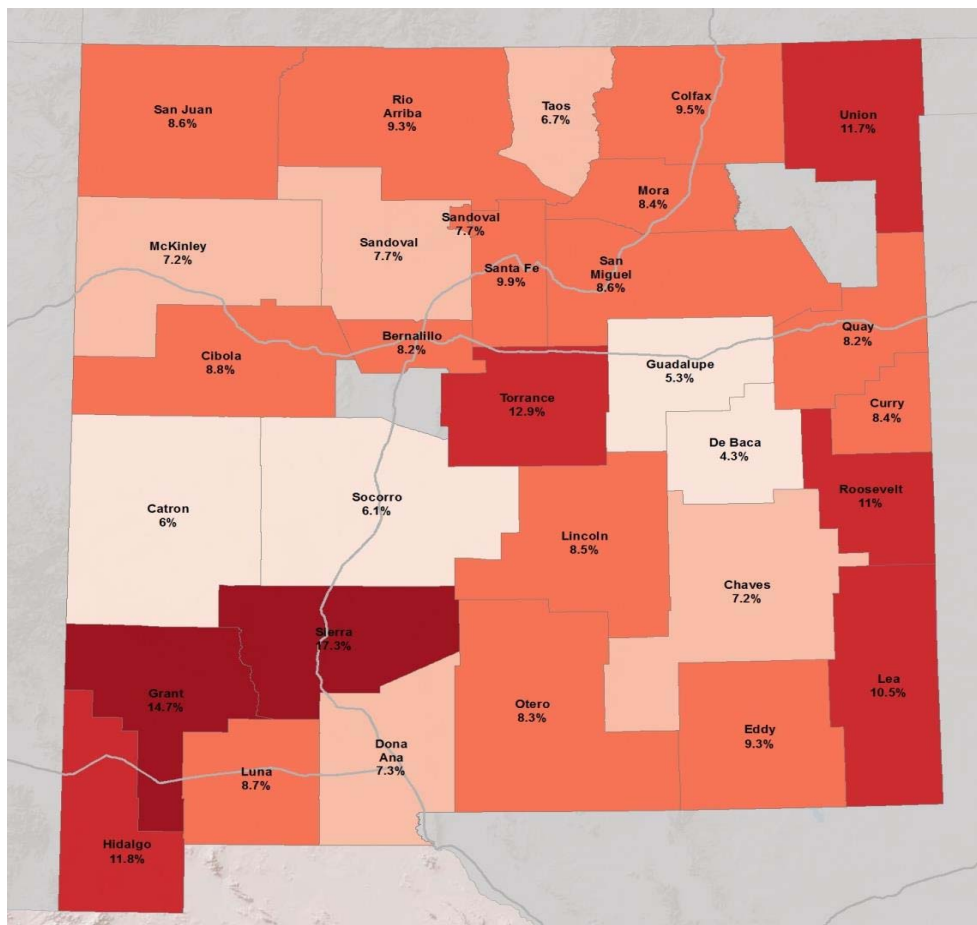 San Juan
8.6%
Rio
Arriba
9.3%
Taos
6.7%
Colfax
9.5%
Union
11.7%
Mora
8.4%
McKinley
7.2%
Sandoval
7.7%
Sandoval
7.7%
Santa Fe
9.9%
San
Miguel
8.6%
Bernalillo
8.2%
Cibola
8.8%
Quay
8.2%
Guadalupe
5.3%
Torrance
12.9%
Curry
8.4%
De Baca
4.3%
Roosevelt
11%
Catron
6%
Socorro
6.1%
Lincoln
8.5%
Chaves
7.2%
Sierra
17.3%
Grant
14.7%
Otero
8.3%
Lea
10.5%
Eddy
9.3%
Dona
Ana
7.3%
Luna
8.7%
Hidalgo
11.8%